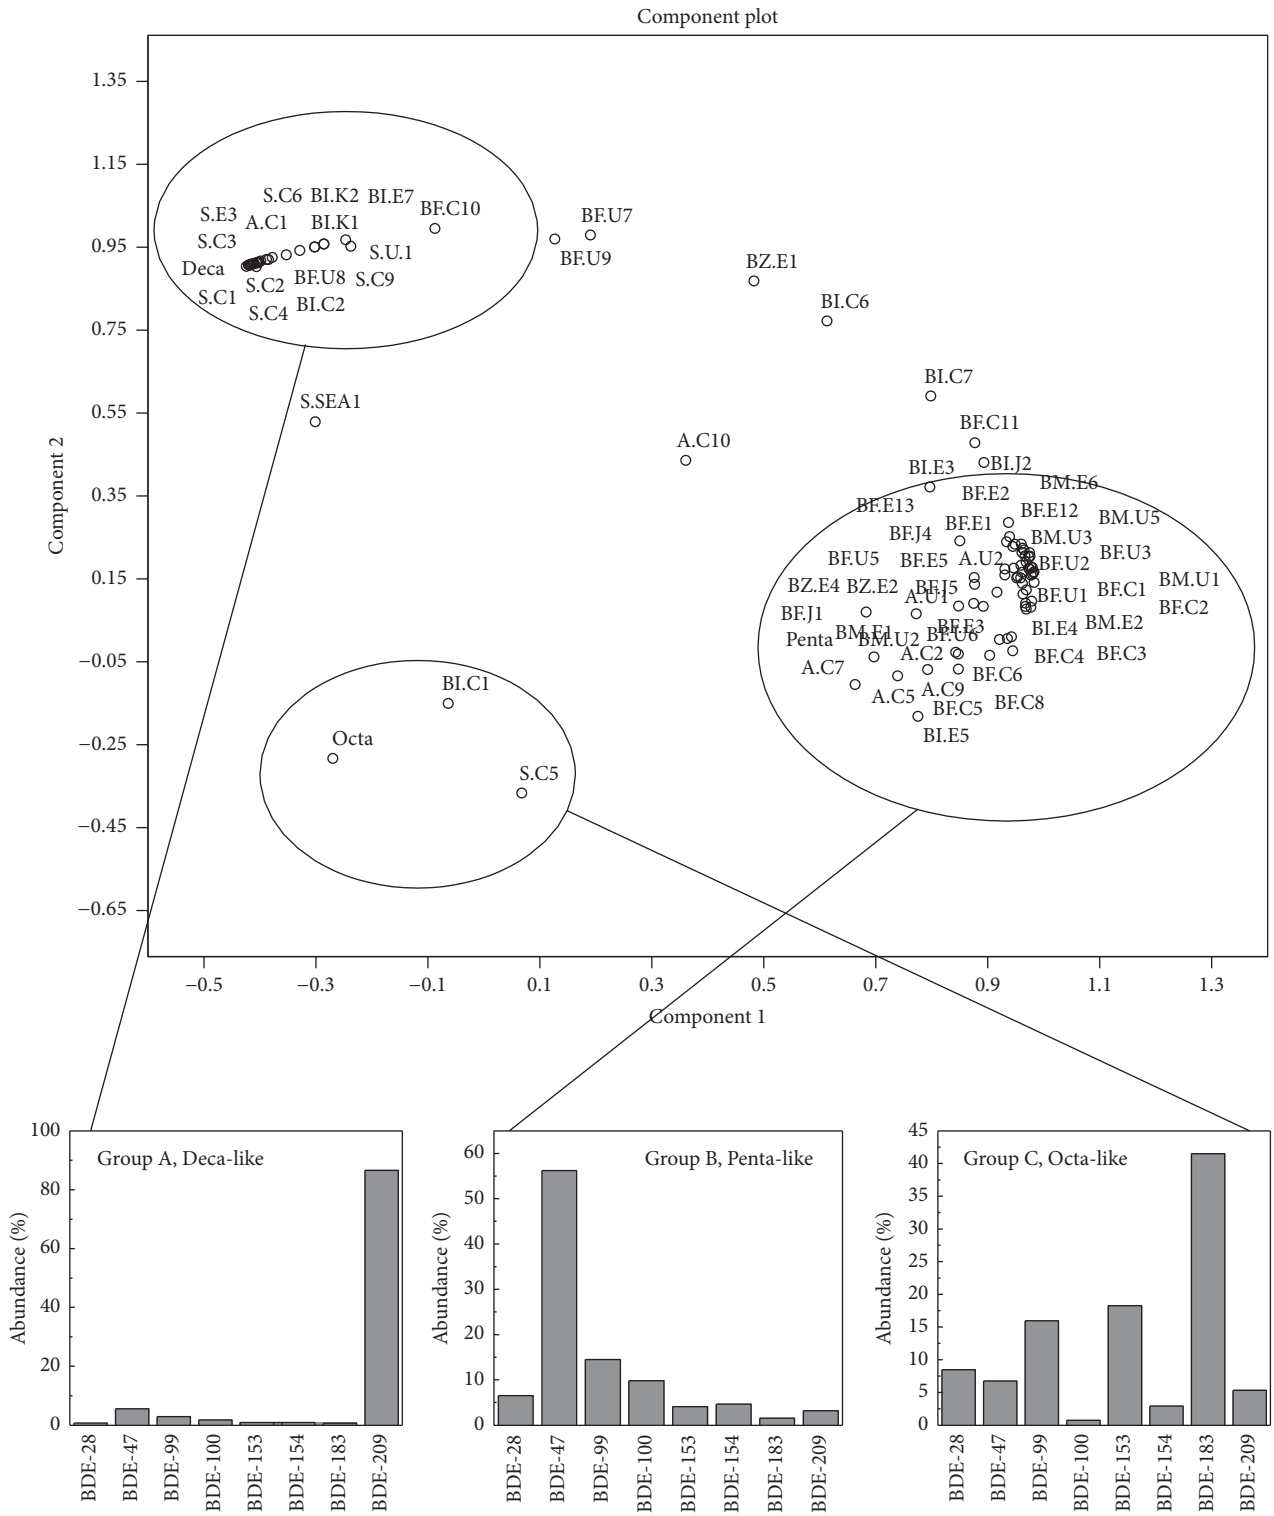 Component plot
1.35
1.15
0.95
0.75
0.55
0.35
0.15
−0.05
−0.25
−0.45
−0.65
Component 2
S.C6 BI.K2 BI.E7
S.E3 A.C1 BI.K1 BF.C10
S.C3 S.U.1
Deca S.C2 BF.U8 S.C9
S.C1 S.C4 BI.C2
BF.U7
BF.U9
BZ.E1
BI.C6
S.SEA1
BI.C7
A.C10
BF.C11
BI.E3 BI.J2
BF.E2 BM.E6
BF.E13 BF.E12 BM.U5
BF.J4 BF.E1 BM.U3
BF.U5 BF.E5 A.U2 BF.U2 BF.U3
BZ.E4 BZ.E2 BF.J5 BF.C1 BM.U1
A.U1 BF.U1
BF.J1 BF.C2
BM.E1 BF.E3 BI.E4 BM.E2
Penta BM.U2 BF.U6
A.C7 A.C2 BF.C4 BF.C3
BF.C6
A.C5 A.C9
BF.C5 BF.C8
BI.E5
BI.C1
Octa
S.C5
−0.5 −0.3 −0.1 0.1 0.3 0.5 0.7 0.9 1.1 1.3
Component 1
Group A, Deca-like
Abundance (%)
100
80
60
40
20
0
BDE-28
BDE-47
BDE-99
BDE-100
BDE-153
BDE-154
BDE-183
BDE-209
Group B, Penta-like
Abundance (%)
60
50
40
30
20
10
0
BDE-28
BDE-47
BDE-99
BDE-100
BDE-153
BDE-154
BDE-183
BDE-209
Group C, Octa-like
Abundance (%)
45
40
35
30
25
20
15
10
5
0
BDE-28
BDE-47
BDE-99
BDE-100
BDE-153
BDE-154
BDE-183
BDE-209